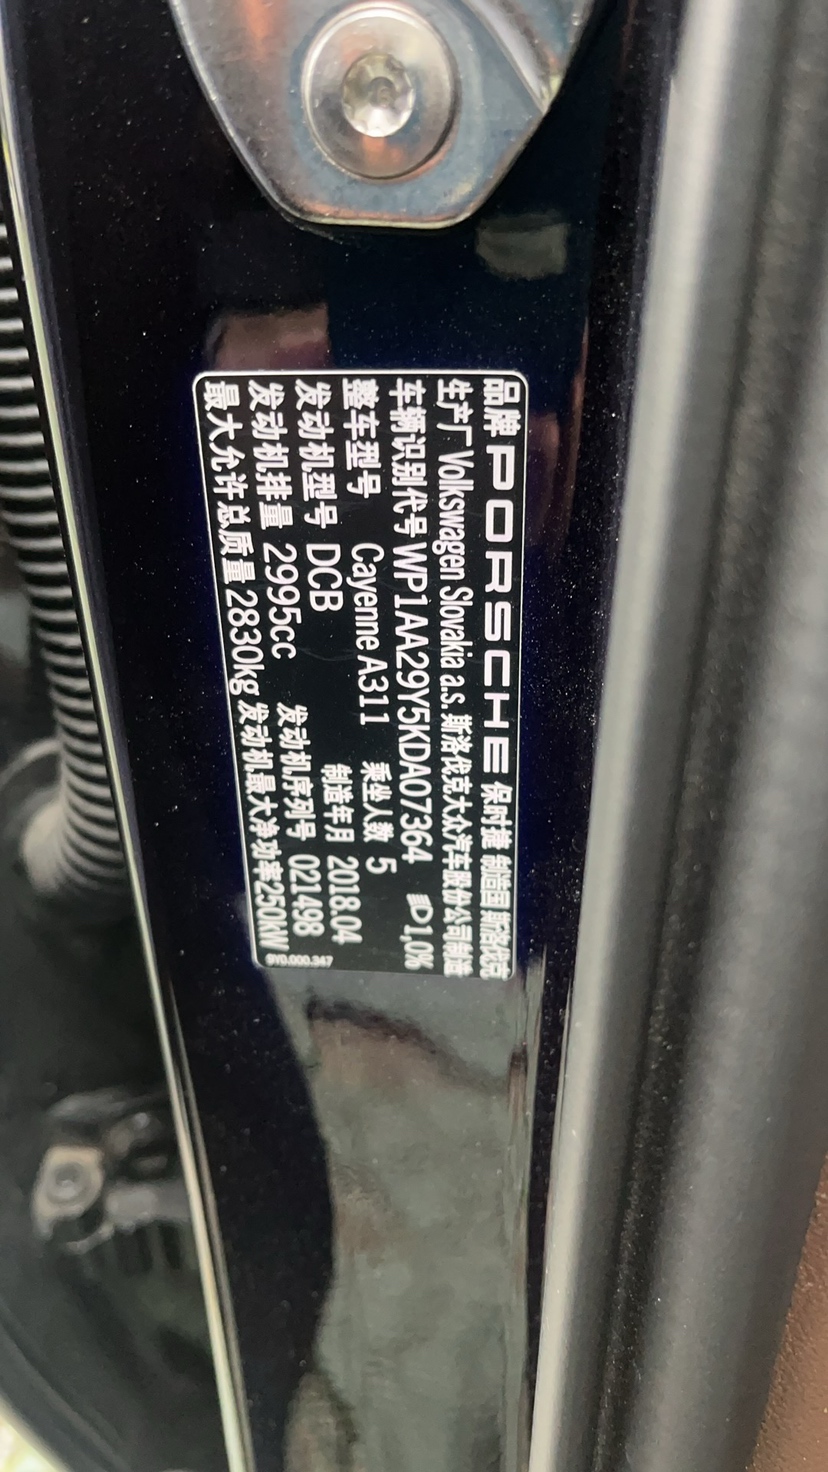 品牌 PORSCHE 保时捷 制造国 斯洛伐克
生产厂 Volkswagen Slovakia a.s. 斯洛伐克大众汽车股份公司制造
车辆识别代号 WP1AA29Y5KDA07364 1,0%
整车型号 Cayenne A311 乘坐人数 5
发动机型号 DCB 制造年月 2018.04
发动机排量 2995cc 发动机序列号 021498
最大允许总质量 2830kg 发动机最大净功率250kW
9Y0.000.347